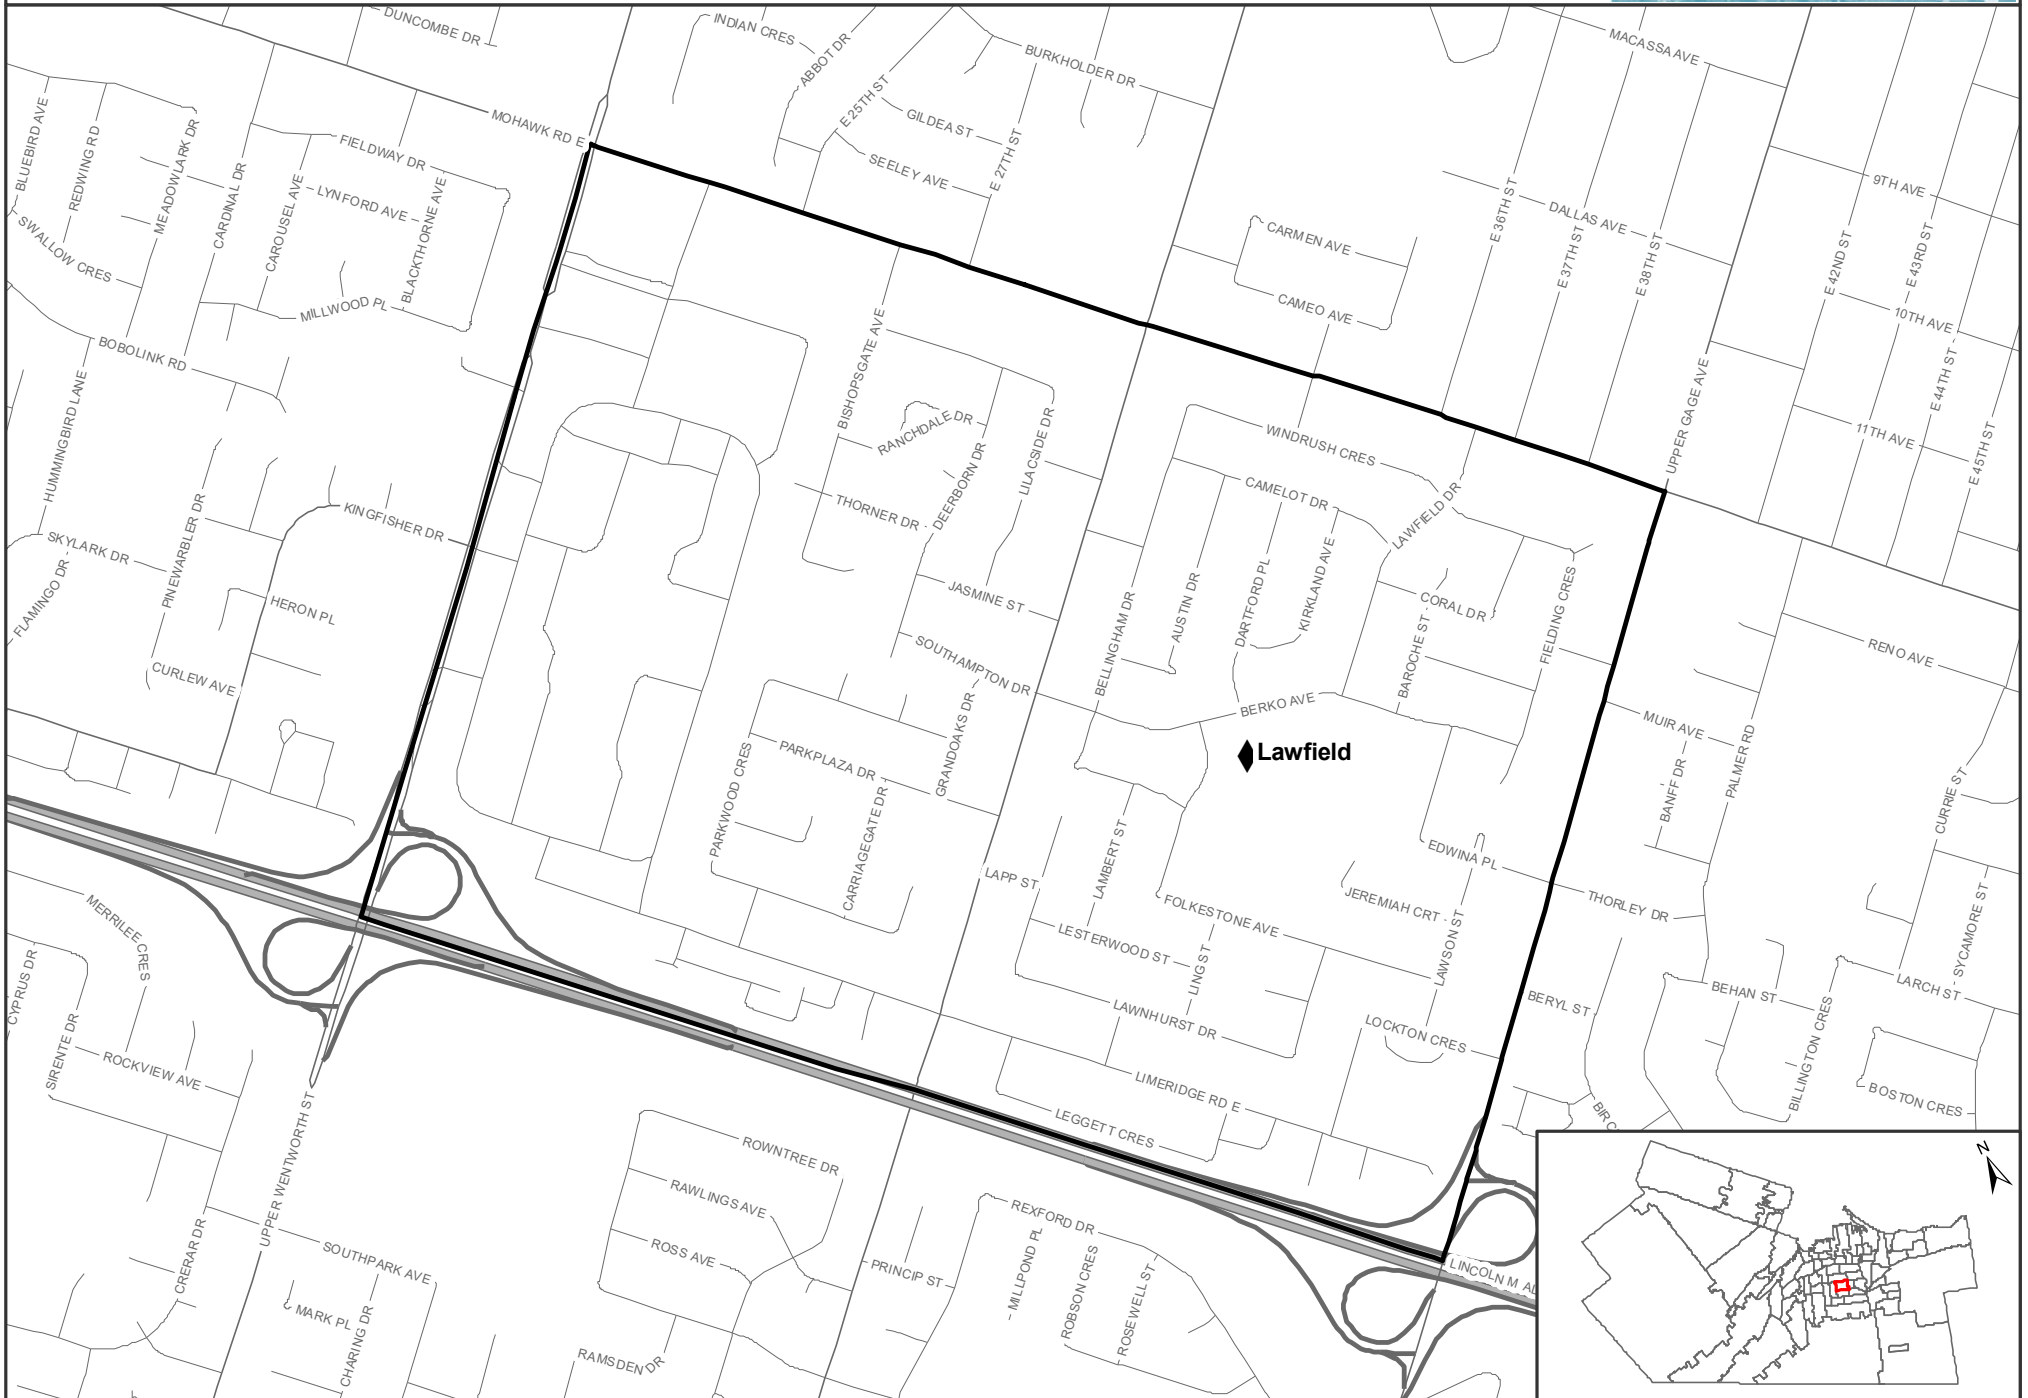 DUNCOMBE DR
INDIAN CRES
ABBOT DR
BURKHOLDER DR
MACASSA AVE
E 25TH ST
GILDEA ST
E 27TH ST
SEELEY AVE
MOHAWK RD E
BLUEBIRD AVE
REDWING RD
MEADOWLARK DR
CARDINAL DR
FIELDWAY DR
CAROUSEL AVE
LYNFORD AVE
BLACKTHORNE AVE
SWALLOW CRES
MILLWOOD PL
BOBOLINK RD
CARMEN AVE
CAMEO AVE
E 36TH ST
DALLAS AVE
E 37TH ST
E 38TH ST
9TH AVE
E 42ND ST
E 43RD ST
10TH AVE
E 44TH ST
11TH AVE
E 45TH ST
UPPER GAGE AVE
HUMMINGBIRD LANE
BISHOPSGATE AVE
RANCHDALE DR
DEERBORN DR
LILACSIDE DR
THORNER DR
WINDRUSH CRES
CAMELOT DR
LAWFIELD DR
KINGFISHER DR
PINEWARBLER DR
SKYLARK DR
FLAMINGO DR
HERON PL
CURLEW AVE
JASMINE ST
SOUTHAMPTON DR
GRANDOAKS DR
BELLINGHAM DR
AUSTIN DR
DARTFORD PL
KIRKLAND AVE
CORAL DR
BAROCHE ST
FIELDING CRES
BERKO AVE
RENO AVE
MUIR AVE
BANFF DR
PALMER RD
CURRIE ST
Lawfield
PARKPLAZA DR
PARKWOOD CRES
CARRIAGEGATE DR
LAPP ST
LAMBERT ST
EDWINA PL
JEREMIAH CRT
FOLKESTONE AVE
LESTERWOOD ST
LING ST
LAWSON ST
THORLEY DR
SYCAMORE ST
LARCH ST
BEHAN ST
BERYL ST
BILLINGTON CRES
BOSTON CRES
LAWNHURST DR
LOCKTON CRES
LIMERIDGE RD E
LEGGETT CRES
BIRC
MERRILEE CRES
CYPRUS DR
SIRENTE DR
ROCKVIEW AVE
UPPER WENTWORTH ST
ROWNTREE DR
RAWLINGS AVE
ROSS AVE
SOUTHPARK AVE
CRERAR DR
MARK PL
CHARING DR
RAMSDEN DR
PRINCIP ST
REXFORD DR
MILLPOND PL
ROBSON CRES
ROSEWELL ST
LINCOLN M AL
N